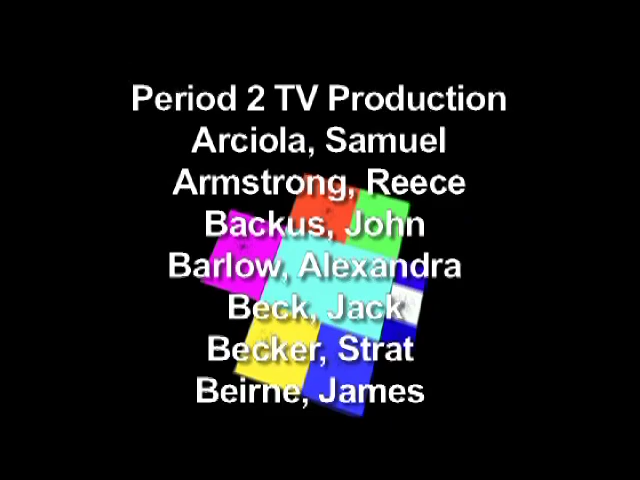 Period 2 TV Production
Arciola, Samuel
Armstrong, Reece
Backus, John
Barlow, Alexandra
Beck, Jack
Becker, Strat
Beirne, James